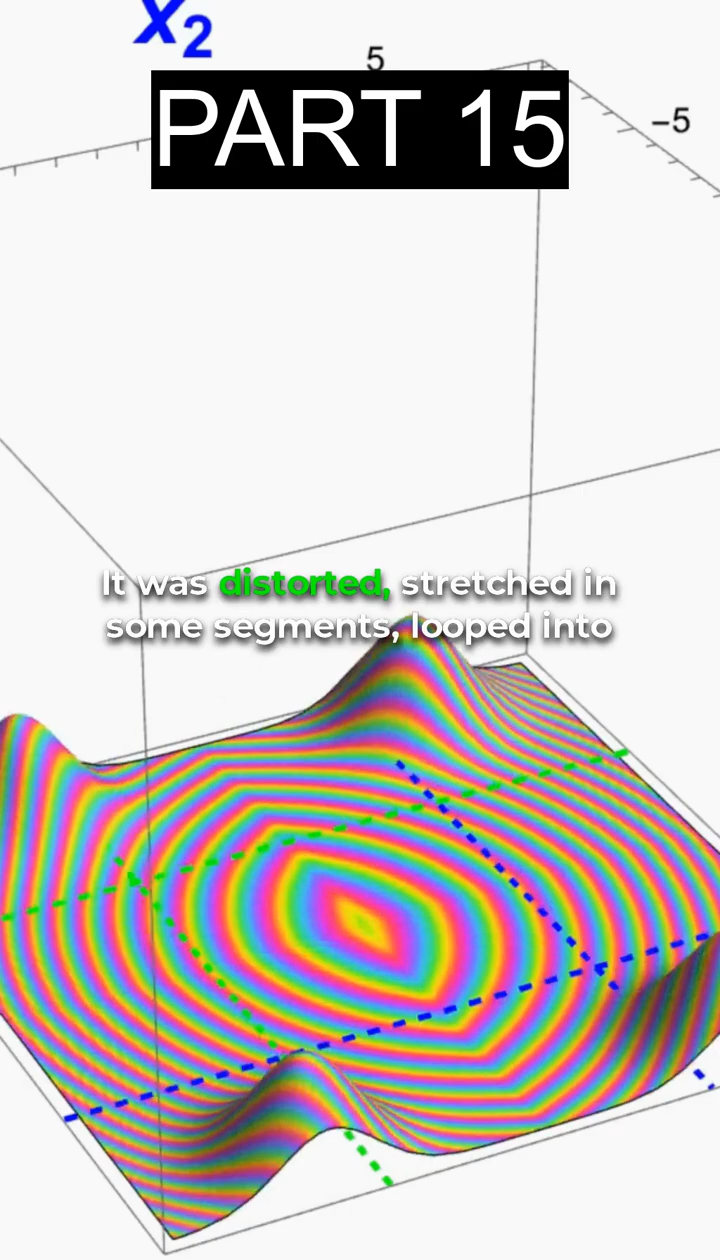 x₂
5
PART 15
−5
It was distorted, stretched in
some segments, looped into